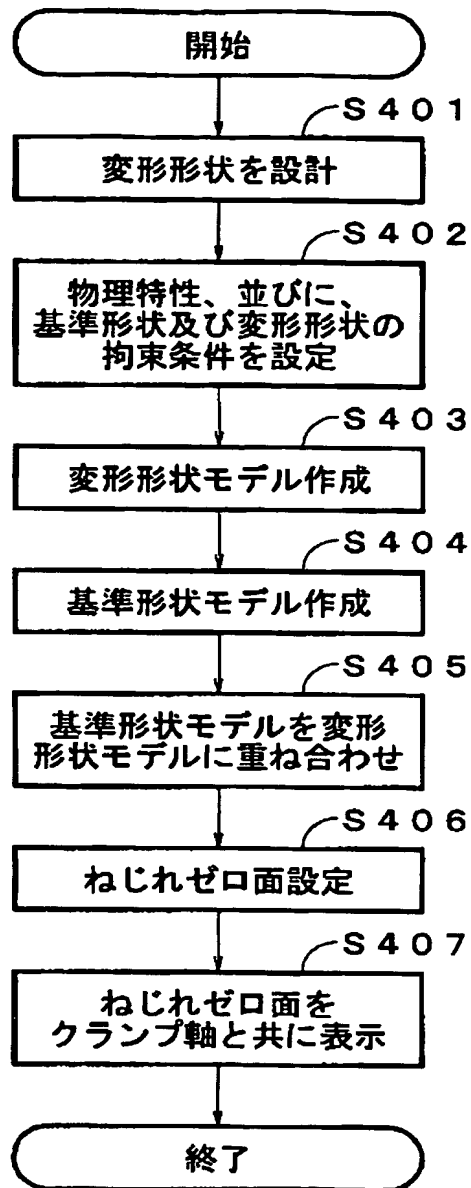 開始
S401
変形形状を設計
S402
物理特性、並びに、
基準形状及び変形形状の
拘束条件を設定
S403
変形形状モデル作成
S404
基準形状モデル作成
S405
基準形状モデルを変形
形状モデルに重ね合わせ
S406
ねじれゼロ面設定
S407
ねじれゼロ面を
クランプ軸と共に表示
終了